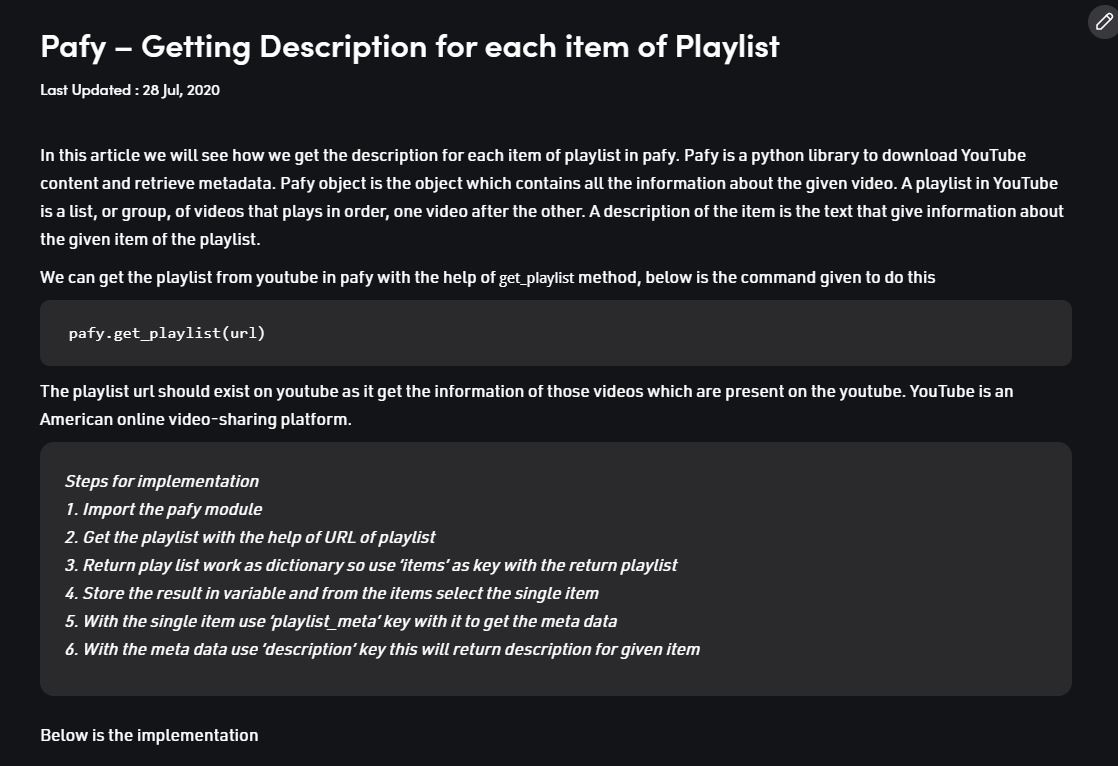 Pafy – Getting Description for each item of Playlist
Last Updated : 28 Jul, 2020
In this article we will see how we get the description for each item of playlist in pafy. Pafy is a python library to download YouTube
content and retrieve metadata. Pafy object is the object which contains all the information about the given video. A playlist in YouTube
is a list, or group, of videos that plays in order, one video after the other. A description of the item is the text that give information about
the given item of the playlist.
We can get the playlist from youtube in pafy with the help of get_playlist method, below is the command given to do this
pafy.get_playlist(url)
The playlist url should exist on youtube as it get the information of those videos which are present on the youtube. YouTube is an
American online video-sharing platform.
Steps for implementation
1. Import the pafy module
2. Get the playlist with the help of URL of playlist
3. Return play list work as dictionary so use ‘items’ as key with the return playlist
4. Store the result in variable and from the items select the single item
5. With the single item use ‘playlist_meta’ key with it to get the meta data
6. With the meta data use ‘description’ key this will return description for given item
Below is the implementation